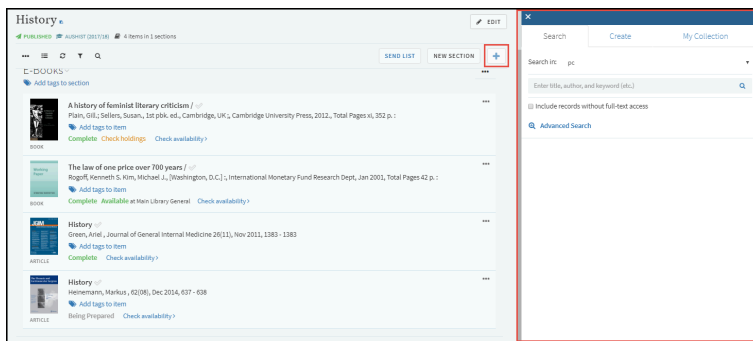 History
EDIT
PUBLISHED AUSHIST (2017/18) 4 items in 1 sections
SEND LIST NEW SECTION +
E-BOOKS
Add tags to section
A history of feminist literary criticism /
Plain, Gill.; Sellers, Susan., 1st pbk. ed., Cambridge, UK ;, Cambridge University Press, 2012., Total Pages xi, 352 p. :
Add tags to item
Complete Check holdings Check availability >
BOOK
The law of one price over 700 years /
Rogoff, Kenneth S. Kim, Michael J., [Washington, D.C.] :, International Monetary Fund Research Dept, Jan 2001, Total Pages 42 p. :
Add tags to item
Complete Available at Main Library General Check availability >
BOOK
History
Green, Ariel , Journal of General Internal Medicine 26(11), Nov 2011, 1383 - 1383
Add tags to item
Complete Check availability >
ARTICLE
History
Heinemann, Markus , 62(08), Dec 2014, 637 - 638
Add tags to item
Being Prepared Check availability >
ARTICLE
Search Create My Collection
Search in: pc
Enter title, author, and keyword (etc.)
Include records without full-text access
Advanced Search